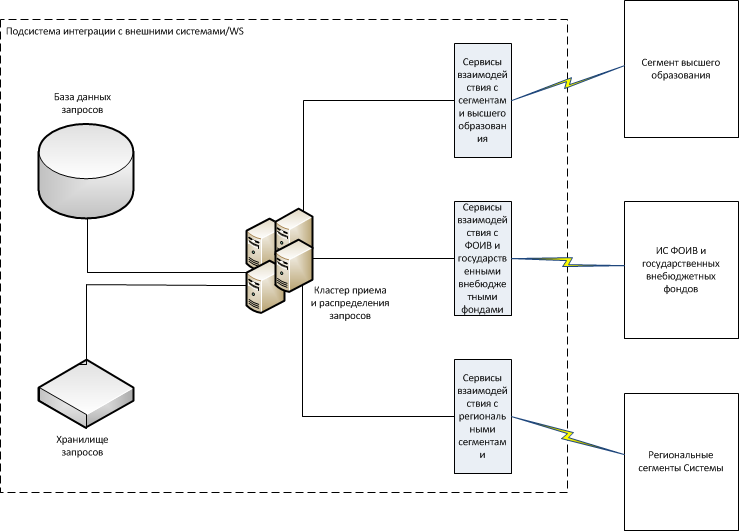 Подсистема интеграции с внешними системами/WS
База данных
запросов
Хранилище
запросов
Кластер приема
и распределения
запросов
Сервисы
взаимодей
ствия с
сегментам
и высшего
образован
ия
Сервисы
взаимодей
ствия с
ФОИВ и
государств
енными
внебюдже
тными
фондами
Сервисы
взаимодей
ствия с
региональ
ными
сегментам
и
Сегмент высшего
образования
ИС ФОИВ и
государственных
внебюджетных
фондов
Региональные
сегменты Системы